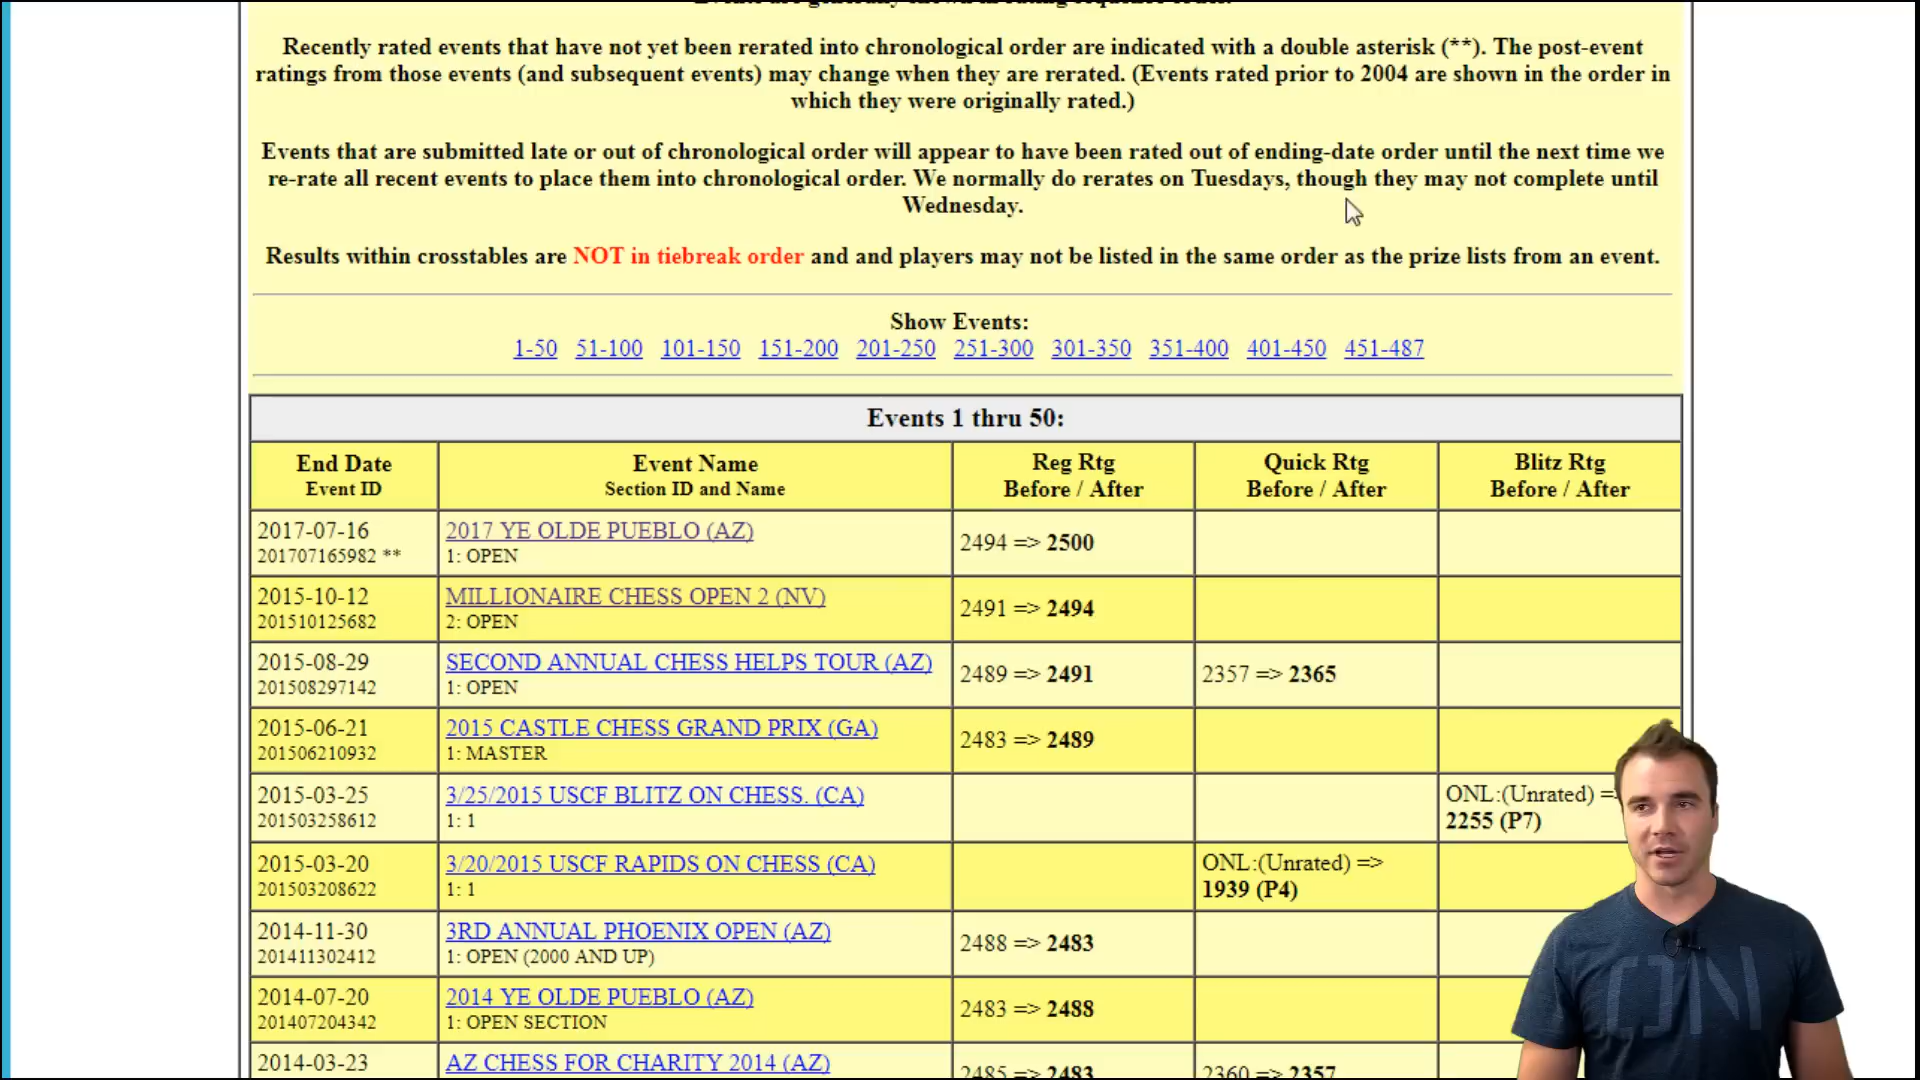 Events are generally shown in rating sequence order.
Recently rated events that have not yet been rerated into chronological order are indicated with a double asterisk (**). The post-event
ratings from those events (and subsequent events) may change when they are rerated. (Events rated prior to 2004 are shown in the order in
which they were originally rated.)
Events that are submitted late or out of chronological order will appear to have been rated out of ending-date order until the next time we
re-rate all recent events to place them into chronological order. We normally do rerates on Tuesdays, though they may not complete until
Wednesday.
Results within crosstables are NOT in tiebreak order and and players may not be listed in the same order as the prize lists from an event.
Show Events:
1-50 51-100 101-150 151-200 201-250 251-300 301-350 351-400 401-450 451-487
Events 1 thru 50:
End Date Event Name Reg Rtg Quick Rtg Blitz Rtg
Event ID Section ID and Name Before / After Before / After Before / After
2017-07-16 2017 YE OLDE PUEBLO (AZ) 2494 => 2500
201707165982 ** 1: OPEN
2015-10-12 MILLIONAIRE CHESS OPEN 2 (NV) 2491 => 2494
201510125682 2: OPEN
2015-08-29 SECOND ANNUAL CHESS HELPS TOUR (AZ) 2489 => 2491 2357 => 2365
201508297142 1: OPEN
2015-06-21 2015 CASTLE CHESS GRAND PRIX (GA) 2483 => 2489
201506210932 1: MASTER
2015-03-25 3/25/2015 USCF BLITZ ON CHESS. (CA) ONL:(Unrated) =>
201503258612 1: 1 2255 (P7)
2015-03-20 3/20/2015 USCF RAPIDS ON CHESS (CA) ONL:(Unrated) =>
201503208622 1: 1 1939 (P4)
2014-11-30 3RD ANNUAL PHOENIX OPEN (AZ) 2488 => 2483
201411302412 1: OPEN (2000 AND UP)
2014-07-20 2014 YE OLDE PUEBLO (AZ) 2483 => 2488
201407204342 1: OPEN SECTION
2014-03-23 AZ CHESS FOR CHARITY 2014 (AZ) 2485 => 2483 2360 => 2357